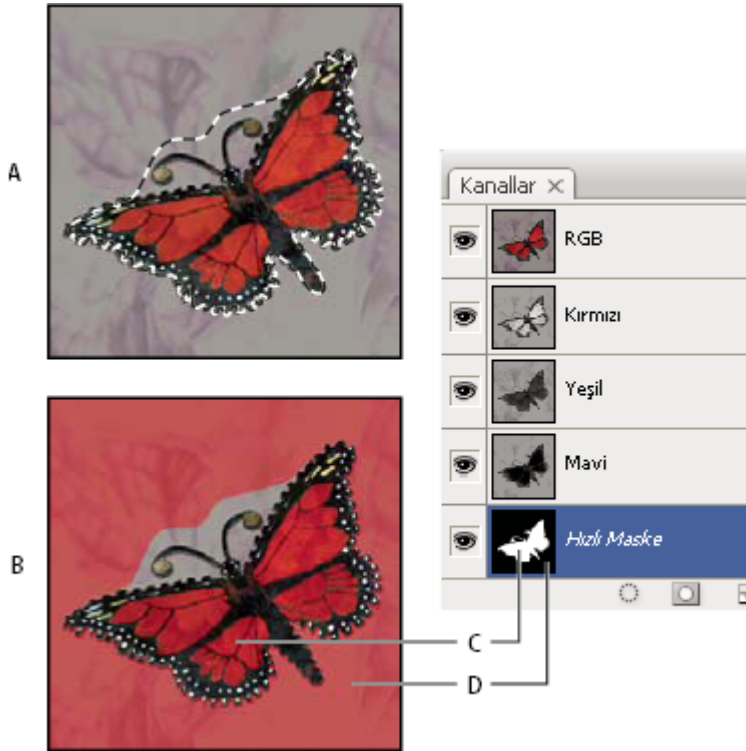 A
Kanallar
RGB
Kırmızı
Yeşil
Mavi
Hızlı Maske
B
C
D